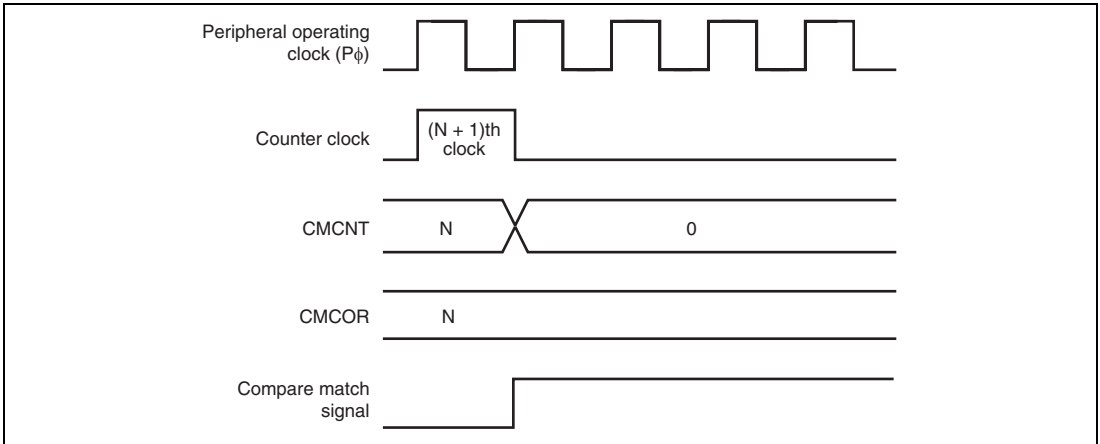 Peripheral operating
clock (Pϕ)
Counter clock
(N + 1)th
clock
CMCNT
N
0
CMCOR
N
Compare match
signal